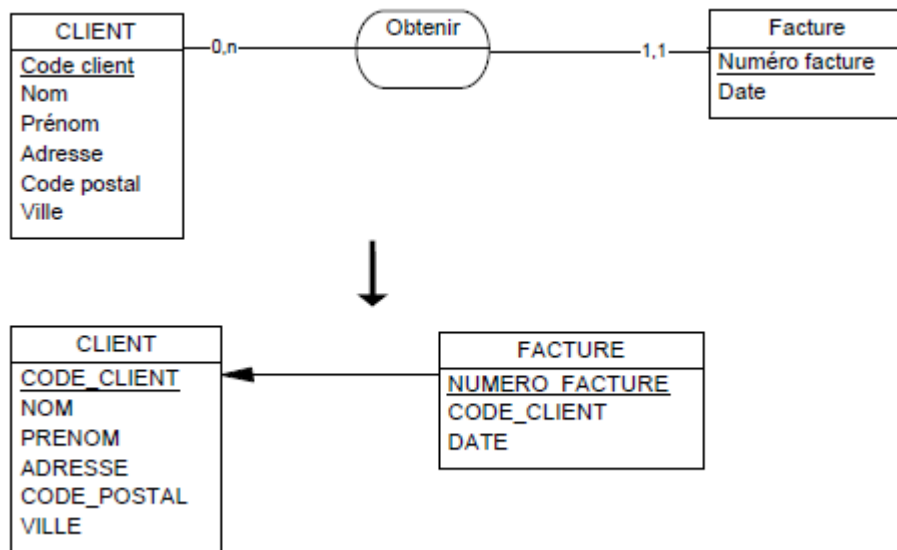 CLIENT
Code client
Nom
Prénom
Adresse
Code postal
Ville
0,n
Obtenir
1,1
Facture
Numéro facture
Date
CLIENT
CODE_CLIENT
NOM
PRENOM
ADRESSE
CODE_POSTAL
VILLE
FACTURE
NUMERO_FACTURE
CODE_CLIENT
DATE